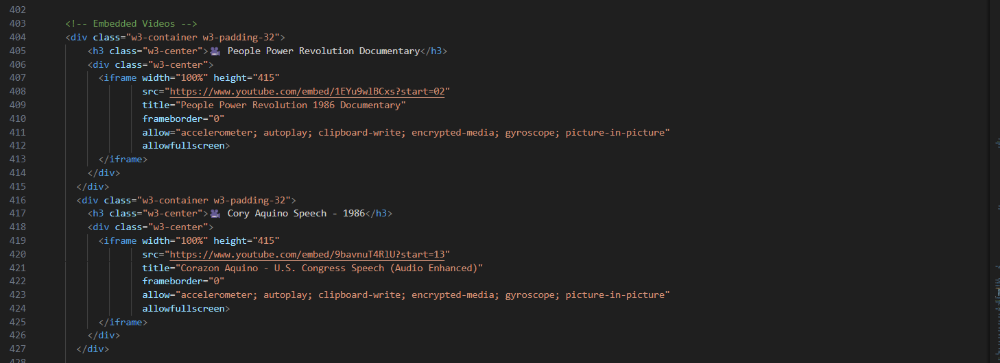 402
403 <!-- Embedded Videos -->
404 <div class="w3-container w3-padding-32">
405 <h3 class="w3-center">🎥 People Power Revolution Documentary</h3>
406 <div class="w3-center">
407 <iframe width="100%" height="415"
408 src="https://www.youtube.com/embed/1EYu9wlBCxs?start=02"
409 title="People Power Revolution 1986 Documentary"
410 frameborder="0"
411 allow="accelerometer; autoplay; clipboard-write; encrypted-media; gyroscope; picture-in-picture"
412 allowfullscreen>
413 </iframe>
414 </div>
415 </div>
416 <div class="w3-container w3-padding-32">
417 <h3 class="w3-center">🎥 Cory Aquino Speech - 1986</h3>
418 <div class="w3-center">
419 <iframe width="100%" height="415"
420 src="https://www.youtube.com/embed/9bavnuT4RlU?start=13"
421 title="Corazon Aquino - U.S. Congress Speech (Audio Enhanced)"
422 frameborder="0"
423 allow="accelerometer; autoplay; clipboard-write; encrypted-media; gyroscope; picture-in-picture"
424 allowfullscreen>
425 </iframe>
426 </div>
427 </div>
428